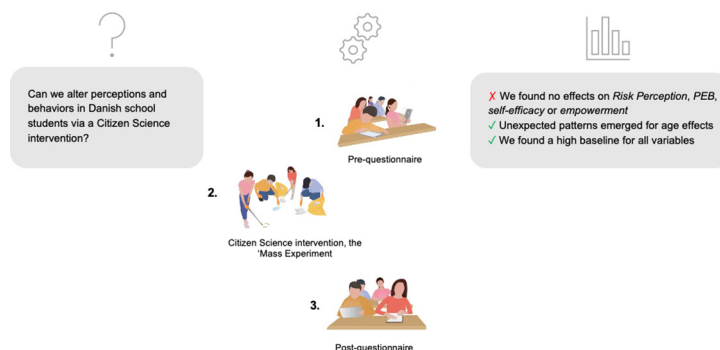 Can we alter perceptions and
behaviors in Danish school
students via a Citizen Science
intervention?
1.
Pre-questionnaire
2.
Citizen Science intervention, the
'Mass Experiment
3.
Post-questionnaire
✗ We found no effects on Risk Perception, PEB,
self-efficacy or empowerment
✓ Unexpected patterns emerged for age effects
✓ We found a high baseline for all variables